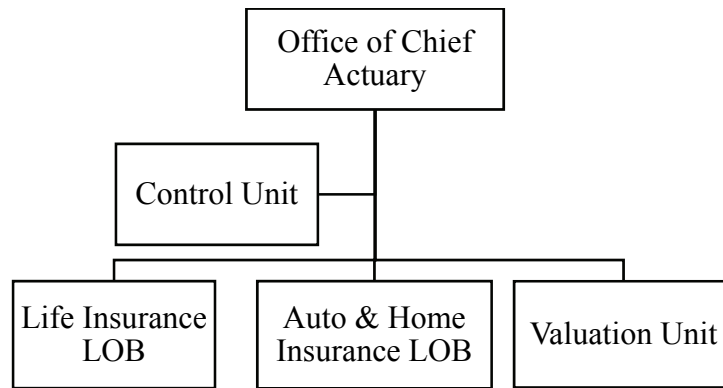 Office of Chief
Actuary
Control Unit
Life Insurance
LOB
Auto & Home
Insurance LOB
Valuation Unit